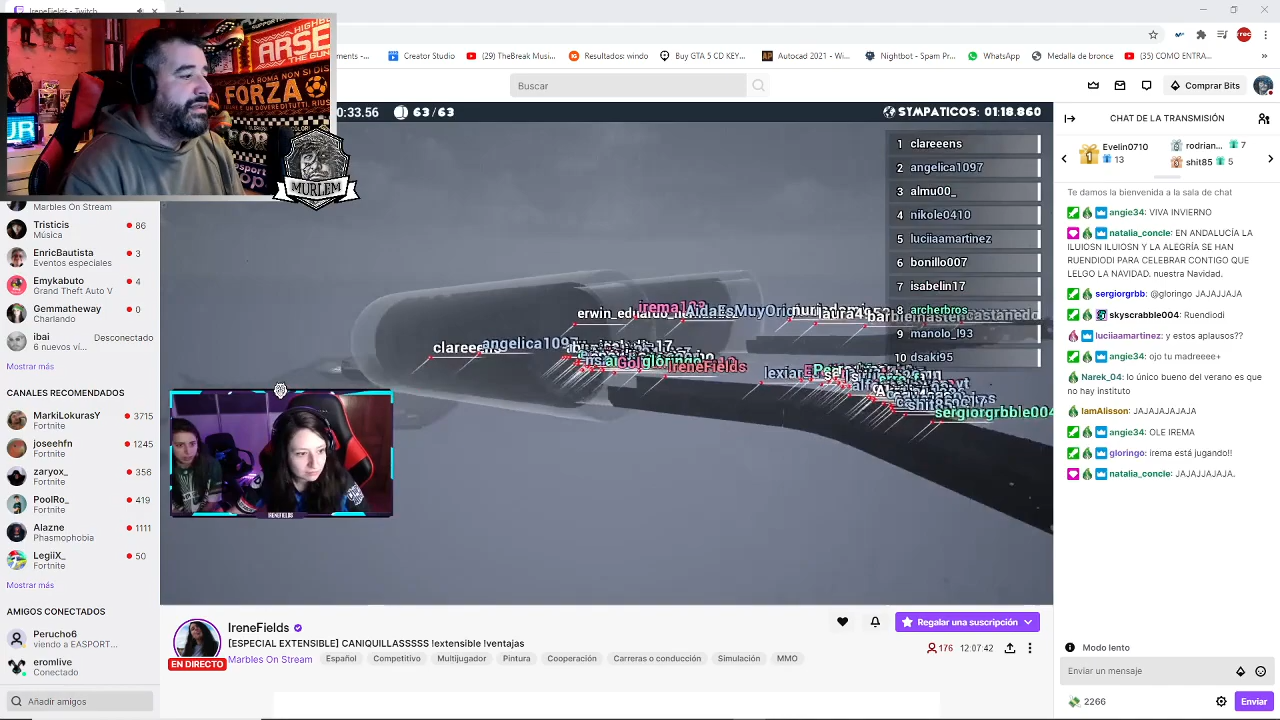 Creator Studio
(29) TheBreak Mus...
Resultados: windo
Buy GTA 5 CD KEY...
Autocad 2021 - Wi...
Nightbot - Spam Pr...
WhatsApp
Medalla de bronce
(35) CÓMO ENTRA...
Buscar
Comprar Bits
FORZA
MURLEM
0:33.56
63/63
SYMPATICOS: 01:18.860
1 clareeens
2 angelica1097
3 almu00_
4 nikole0410
5 luciiaamartinez
6 bonillo007
7 isabelin17
8 archerbros
9 manolo_l93
10 dsaki95
clareeens
IreneFields
IRENEFIELDS
Marbles On Stream
Tristicis 86
Música
EnricBautista 3
Eventos especiales
Emykabuto 4
Grand Theft Auto V
Gemmatheway 0
Charlando
ibai Desconectado
6 nuevos ví...
Mostrar más
CANALES RECOMENDADOS
MarkiLokurasY 3715
Fortnite
joseehfn 1245
Fortnite
zaryox_ 356
Fortnite
PoolRo_ 419
Fortnite
Alazne 1111
Phasmophobia
LegiiX_ 50
Fortnite
Mostrar más
AMIGOS CONECTADOS
Perucho6
viendo a EASPORT...
eromlive
Conectado
Añadir amigos
IreneFields
[ESPECIAL EXTENSIBLE] CANIQUILLASSSSS !extensible !ventajas
Marbles On Stream Español Competitivo Multijugador Pintura Cooperación Carreras o conducción Simulación MMO
EN DIRECTO
Regalar una suscripción
176 12:07:42
CHAT DE LA TRANSMISIÓN
Evelin0710
13
rodrian... 7
shit85 5
Te damos la bienvenida a la sala de chat
angie34: VIVA INVIERNO
natalia_concle: EN ANDALUCÍA LA
ILUIOSN ILUIOSN Y LA ALEGRÍA SE HAN
RUENDIODI PARA CELEBRAR CONTIGO QUE
LELGO LA NAVIDAD. nuestra Navidad.
sergiorgrbb: @gloringo JAJAJJAJA
skyscrabble004: Ruendiodi
luciiaamartinez: y estos aplausos??
angie34: ojo tu madreeee+
Narek_04: lo único bueno del verano es que
no hay instituto
IamAlisson: JAJAJAJAJAJA
angie34: OLE IREMA
gloringo: irema está jugando!!
natalia_concle: JAJAJJAJAJA.
Modo lento
Enviar un mensaje
2266
Enviar